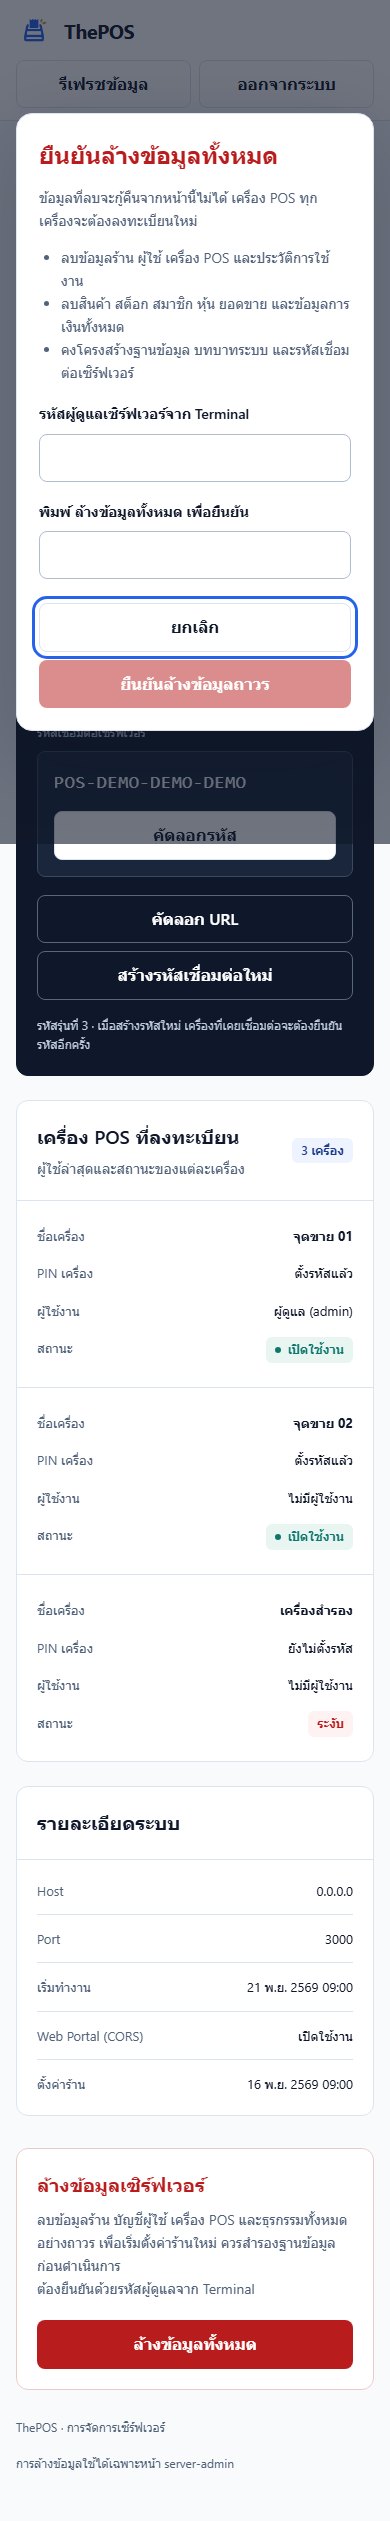 ThePOS
รีเฟรชข้อมูล
ออกจากระบบ
ยืนยันล้างข้อมูลทั้งหมด
ข้อมูลที่ลบจะกู้คืนจากหน้านี้ไม่ได้ เครื่อง POS ทุก
เครื่องจะต้องลงทะเบียนใหม่
• ลบข้อมูลร้าน ผู้ใช้ เครื่อง POS และประวัติการใช้
งาน
• ลบสินค้า สต็อก สมาชิก หุ้น ยอดขาย และข้อมูลการ
เงินทั้งหมด
• คงโครงสร้างฐานข้อมูล บทบาทระบบ และรหัสเชื่อม
ต่อเซิร์ฟเวอร์
รหัสผู้ดูแลเซิร์ฟเวอร์จาก Terminal
พิมพ์ ล้างข้อมูลทั้งหมด เพื่อยืนยัน
ยกเลิก
ยืนยันล้างข้อมูลถาวร
รหัสเชื่อมต่อเซิร์ฟเวอร์
POS-DEMO-DEMO-DEMO
คัดลอกรหัส
คัดลอก URL
สร้างรหัสเชื่อมต่อใหม่
รหัสรุ่นที่ 3 · เมื่อสร้างรหัสใหม่ เครื่องที่เคยเชื่อมต่อจะต้องยืนยัน
รหัสอีกครั้ง
เครื่อง POS ที่ลงทะเบียน
ผู้ใช้ล่าสุดและสถานะของแต่ละเครื่อง
3 เครื่อง
ชื่อเครื่อง จุดขาย 01
PIN เครื่อง ตั้งรหัสแล้ว
ผู้ใช้งาน ผู้ดูแล (admin)
สถานะ เปิดใช้งาน
ชื่อเครื่อง จุดขาย 02
PIN เครื่อง ตั้งรหัสแล้ว
ผู้ใช้งาน ไม่มีผู้ใช้งาน
สถานะ เปิดใช้งาน
ชื่อเครื่อง เครื่องสำรอง
PIN เครื่อง ยังไม่ตั้งรหัส
ผู้ใช้งาน ไม่มีผู้ใช้งาน
สถานะ ระงับ
รายละเอียดระบบ
Host 0.0.0.0
Port 3000
เริ่มทำงาน 21 พ.ย. 2569 09:00
Web Portal (CORS) เปิดใช้งาน
ตั้งค่าร้าน 16 พ.ย. 2569 09:00
ล้างข้อมูลเซิร์ฟเวอร์
ลบข้อมูลร้าน บัญชีผู้ใช้ เครื่อง POS และธุรกรรมทั้งหมด
อย่างถาวร เพื่อเริ่มตั้งค่าร้านใหม่ ควรสำรองฐานข้อมูล
ก่อนดำเนินการ
ต้องยืนยันด้วยรหัสผู้ดูแลจาก Terminal
ล้างข้อมูลทั้งหมด
ThePOS · การจัดการเซิร์ฟเวอร์
การล้างข้อมูลใช้ได้เฉพาะหน้า server-admin